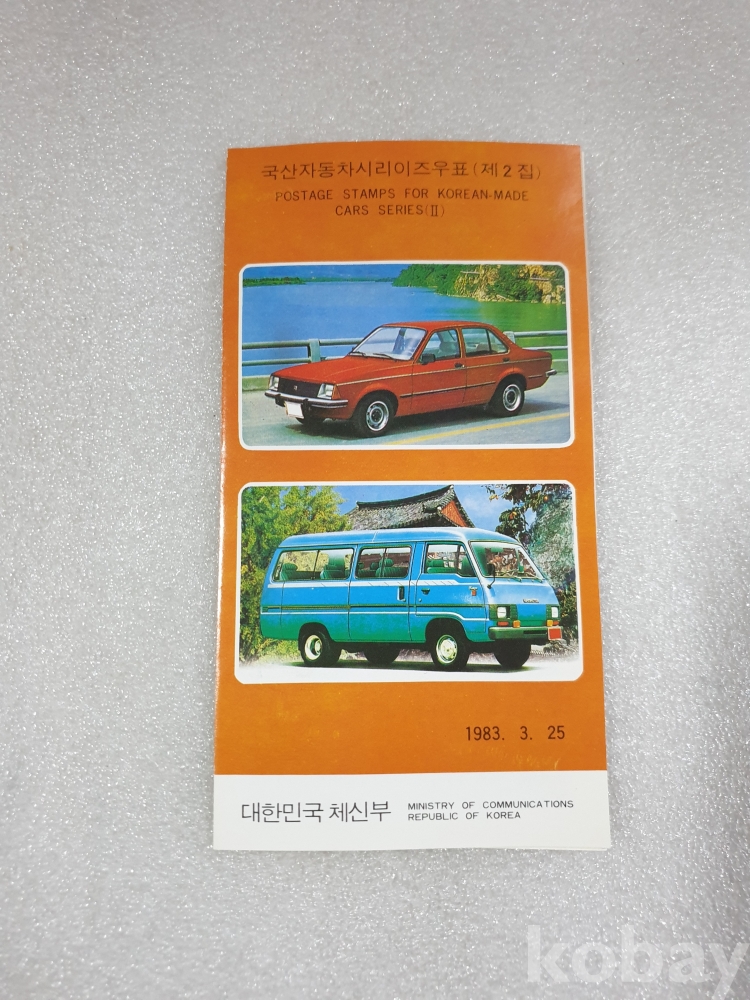 국산자동차시리이즈우표(제2집)
POSTAGE STAMPS FOR KOREAN-MADE
CARS SERIES(Ⅱ)
1983. 3. 25
대한민국 체신부
MINISTRY OF COMMUNICATIONS
REPUBLIC OF KOREA
kobay